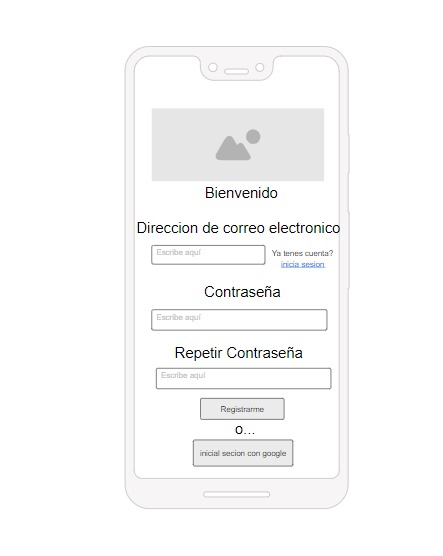 Bienvenido
Direccion de correo electronico
Escribe aquí
Ya tenes cuenta?
inicia sesion
Contraseña
Escribe aquí
Repetir Contraseña
Escribe aquí
Registrarme
o...
inicial secion con google